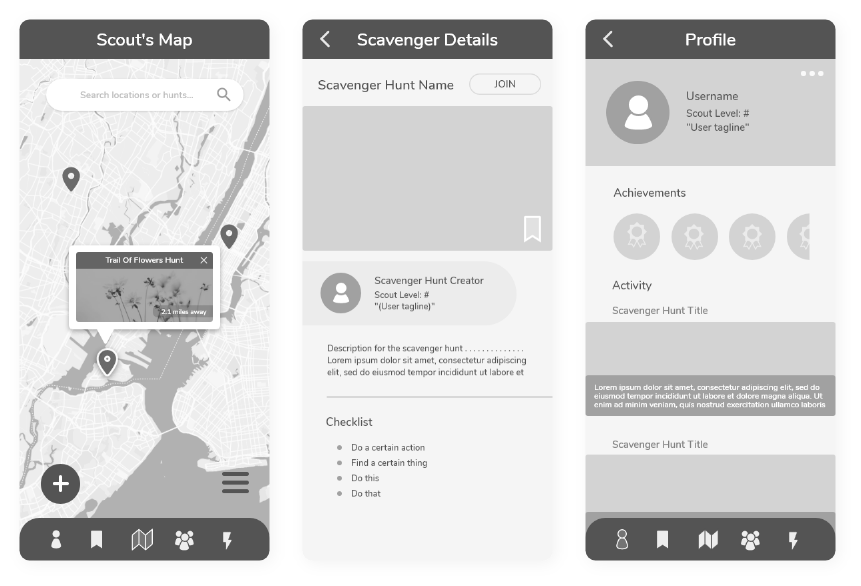 Scout's Map
Search locations or hunts...
Trail Of Flowers Hunt
2.1 miles away
Scavenger Details
Scavenger Hunt Name
JOIN
Scavenger Hunt Creator
Scout Level: #
"(User tagline)"
Description for the scavenger hunt . . . . . . . . . . . . . .
Lorem ipsum dolor sit amet, consectetur adipiscing
elit, sed do eiusmod tempor incididunt ut labore et
Checklist
Do a certain action
Find a certain thing
Do this
Do that
Profile
Username
Scout Level: #
"User tagline"
Achievements
Activity
Scavenger Hunt Title
Lorem ipsum dolor sit amet, consectetur adipiscing elit, sed do
eiusmod tempor incididunt ut labore et dolore magna aliqua. Ut
enim ad minim veniam, quis nostrud exercitation ullamco laboris
Scavenger Hunt Title